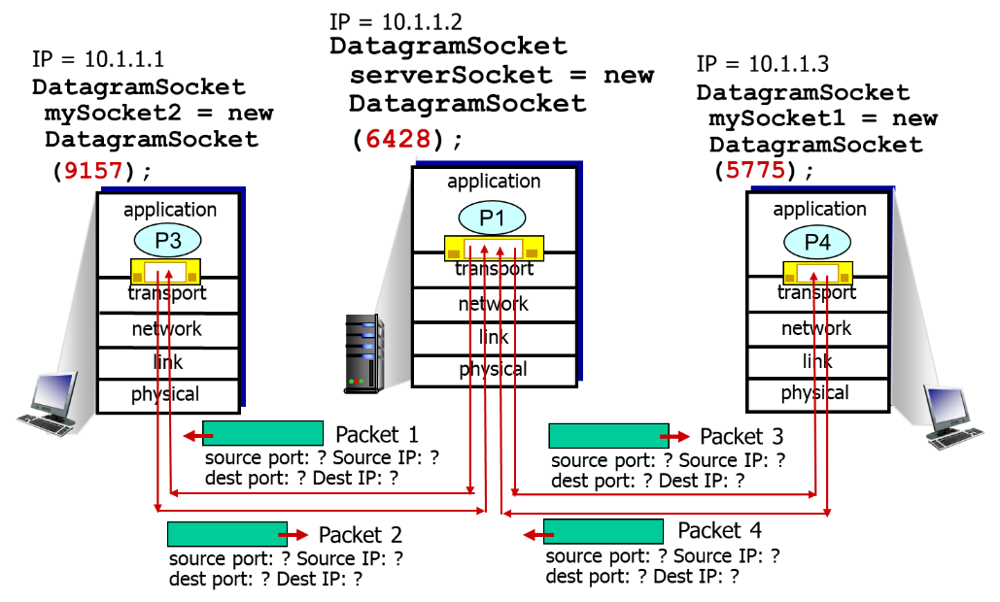 IP = 10.1.1.1
DatagramSocket
mySocket2 = new
DatagramSocket
(9157);
IP = 10.1.1.2
DatagramSocket
serverSocket = new
DatagramSocket
(6428);
IP = 10.1.1.3
DatagramSocket
mySocket1 = new
DatagramSocket
(5775);
application
P3
transport
network
link
physical
application
P1
transport
network
link
physical
application
P4
transport
network
link
physical
Packet 1
source port: ? Source IP: ?
dest port: ? Dest IP: ?
Packet 3
source port: ? Source IP: ?
dest port: ? Dest IP: ?
Packet 2
source port: ? Source IP: ?
dest port: ? Dest IP: ?
Packet 4
source port: ? Source IP: ?
dest port: ? Dest IP: ?